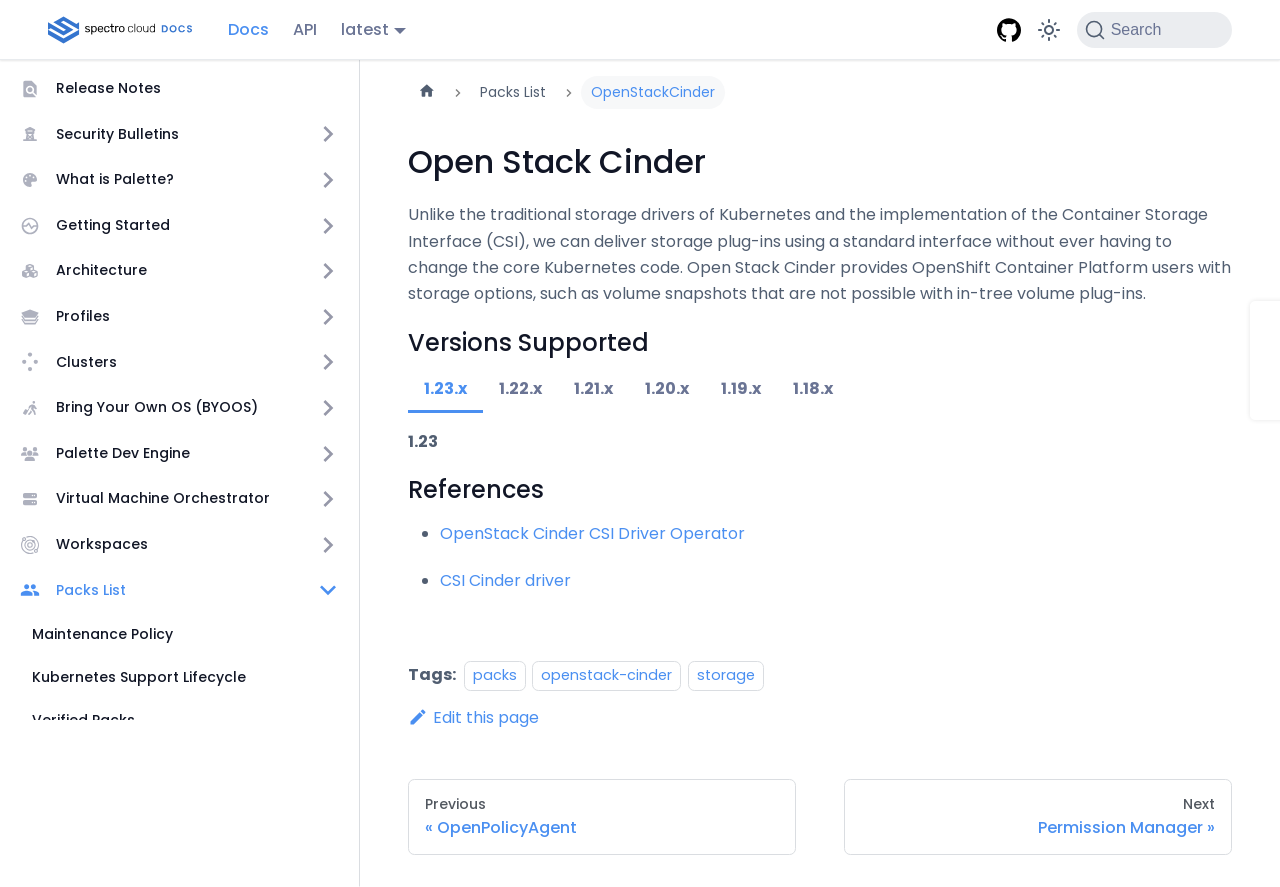 spectro cloud DOCS
Docs
API
latest
Search
Release Notes
Security Bulletins
What is Palette?
Getting Started
Architecture
Profiles
Clusters
Bring Your Own OS (BYOOS)
Palette Dev Engine
Virtual Machine Orchestrator
Workspaces
Packs List
Maintenance Policy
Kubernetes Support Lifecycle
Verified Packs
Packs List
OpenStackCinder
Open Stack Cinder
Unlike the traditional storage drivers of Kubernetes and the implementation of the Container Storage
Interface (CSI), we can deliver storage plug-ins using a standard interface without ever having to
change the core Kubernetes code. Open Stack Cinder provides OpenShift Container Platform users with
storage options, such as volume snapshots that are not possible with in-tree volume plug-ins.
Versions Supported
1.23.x 1.22.x 1.21.x 1.20.x 1.19.x 1.18.x
1.23
References
OpenStack Cinder CSI Driver Operator
CSI Cinder driver
Tags: packs openstack-cinder storage
Edit this page
Previous
« OpenPolicyAgent
Next
Permission Manager »